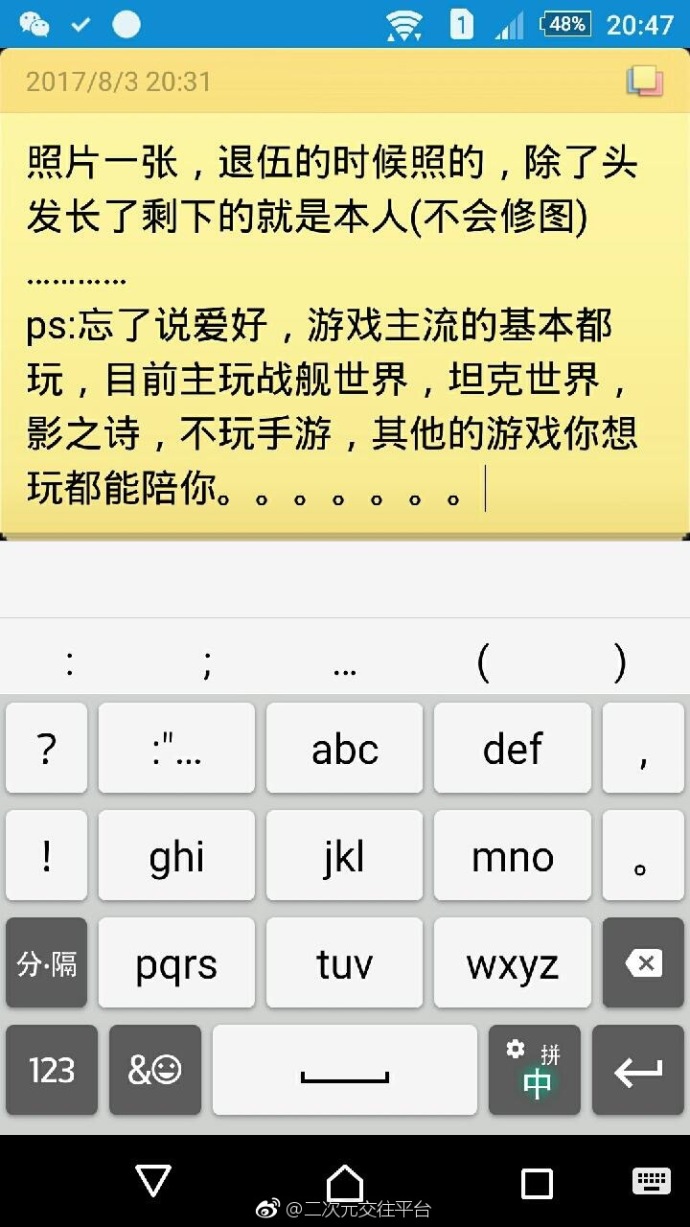 48% 20:47
2017/8/3 20:31
照片一张，退伍的时候照的，除了头
发长了剩下的就是本人(不会修图)
…………
ps:忘了说爱好，游戏主流的基本都
玩，目前主玩战舰世界，坦克世界，
影之诗，不玩手游，其他的游戏你想
玩都能陪你。。。。。。。
: ; … ( )
? :"… abc def ,
! ghi jkl mno 。
分·隔 pqrs tuv wxyz
123 & 拼 中
@二次元交往平台